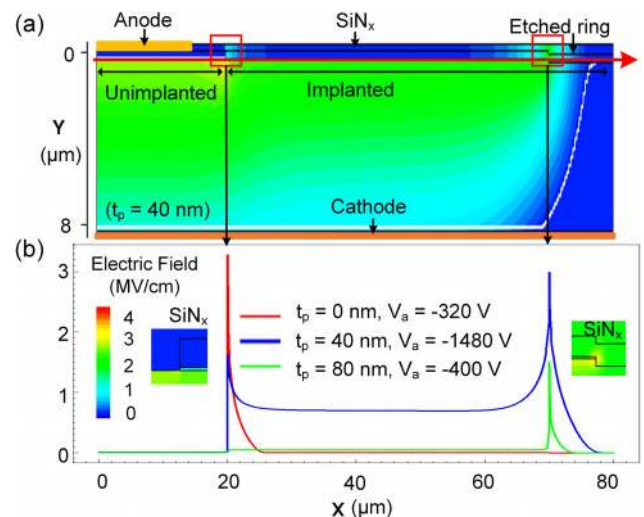 (a)
Anode
SiNx
Etched ring
0
Unimplanted
Implanted
Y
(µm)
(tp = 40 nm)
Cathode
8
(b)
Electric Field
(MV/cm)
SiNx
4
3
2
1
0
tp = 0 nm, Va = -320 V
tp = 40 nm, Va = -1480 V
tp = 80 nm, Va = -400 V
SiNx
3
2
1
0
0 20 40 60 80
X (µm)